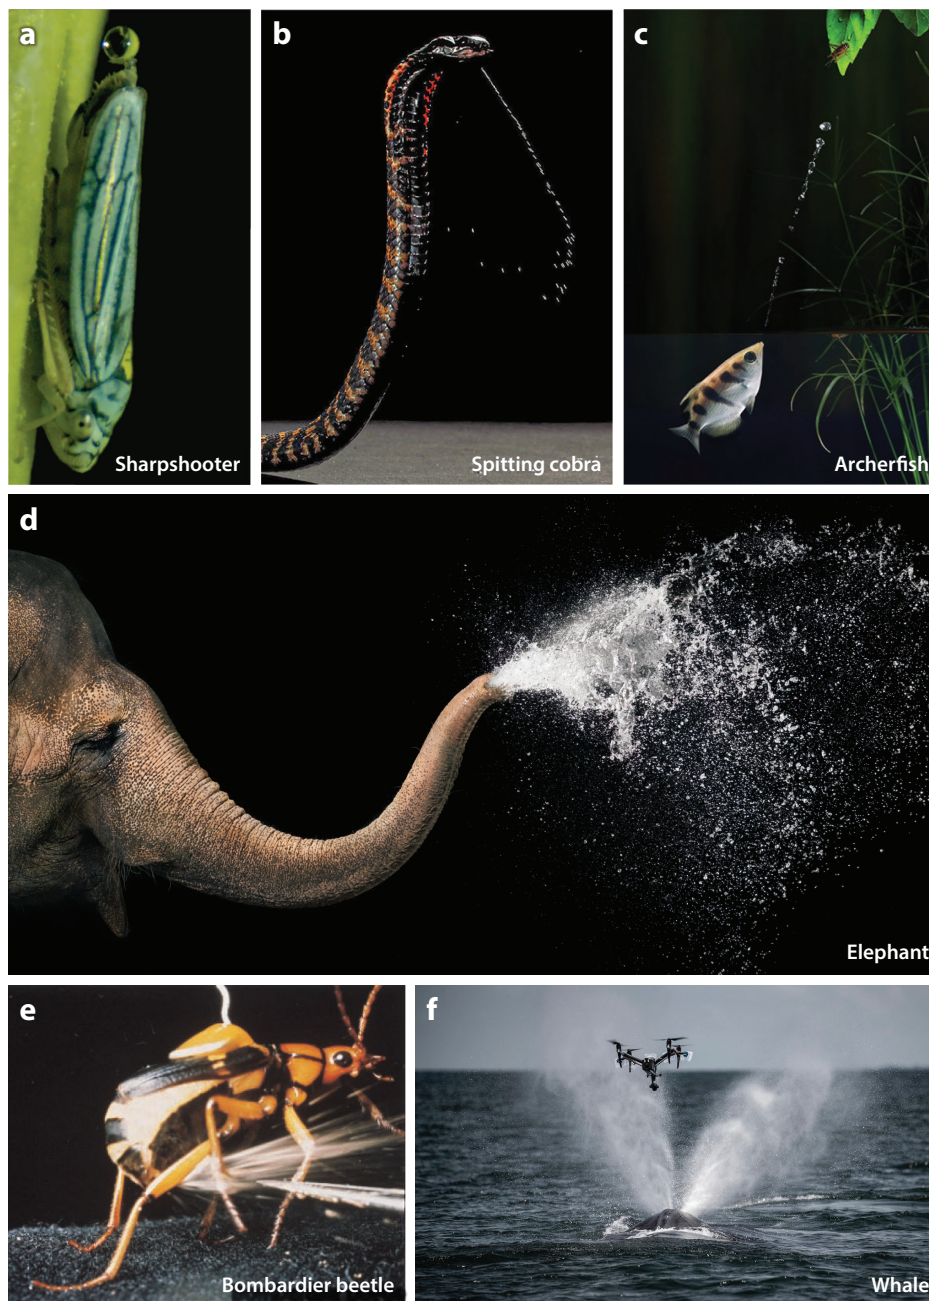 a
Sharpshooter
b
Spitting cobra
c
Archerfish
d
Elephant
e
Bombardier beetle
f
Whale